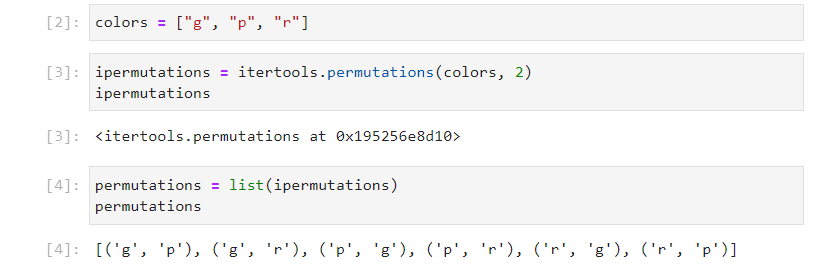 [2]: colors = ["g", "p", "r"]
[3]: ipermutations = itertools.permutations(colors, 2)
ipermutations
[3]: <itertools.permutations at 0x195256e8d10>
[4]: permutations = list(ipermutations)
permutations
[4]: [('g', 'p'), ('g', 'r'), ('p', 'g'), ('p', 'r'), ('r', 'g'), ('r', 'p')]